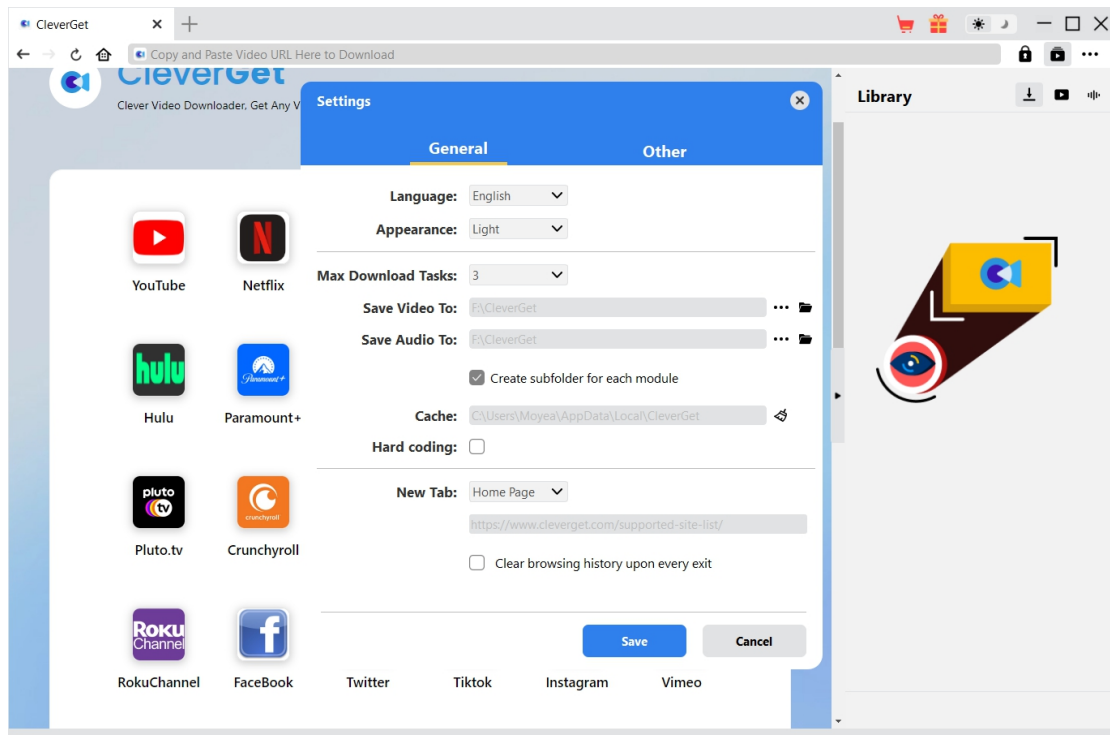 CleverGet
Copy and Paste Video URL Here to Download
CleverGet
Clever Video Downloader. Get Any V
Settings
General
Other
Language: English
Appearance: Light
Max Download Tasks: 3
Save Video To: F:\CleverGet
Save Audio To: F:\CleverGet
Create subfolder for each module
Cache: C:\Users\Moyea\AppData\Local\CleverGet
Hard coding:
New Tab: Home Page
https://www.cleverget.com/supported-site-list/
Clear browsing history upon every exit
Save
Cancel
Library
YouTube
Netflix
N
hulu
Paramount+
Hulu
Paramount+
pluto
tv
crunchyroll
Pluto.tv
Crunchyroll
ROKU
Channel
f
RokuChannel
FaceBook
Twitter
Tiktok
Instagram
Vimeo